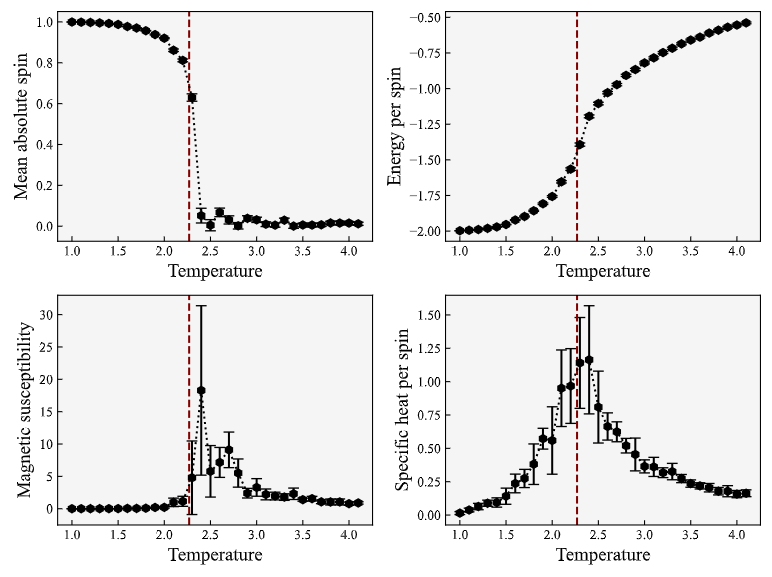 Mean absolute spin
1.0
0.8
0.6
0.4
0.2
0.0
1.0 1.5 2.0 2.5 3.0 3.5 4.0
Temperature
Energy per spin
−0.50
−0.75
−1.00
−1.25
−1.50
−1.75
−2.00
1.0 1.5 2.0 2.5 3.0 3.5 4.0
Temperature
Magnetic susceptibility
30
25
20
15
10
5
0
1.0 1.5 2.0 2.5 3.0 3.5 4.0
Temperature
Specific heat per spin
1.50
1.25
1.00
0.75
0.50
0.25
0.00
1.0 1.5 2.0 2.5 3.0 3.5 4.0
Temperature